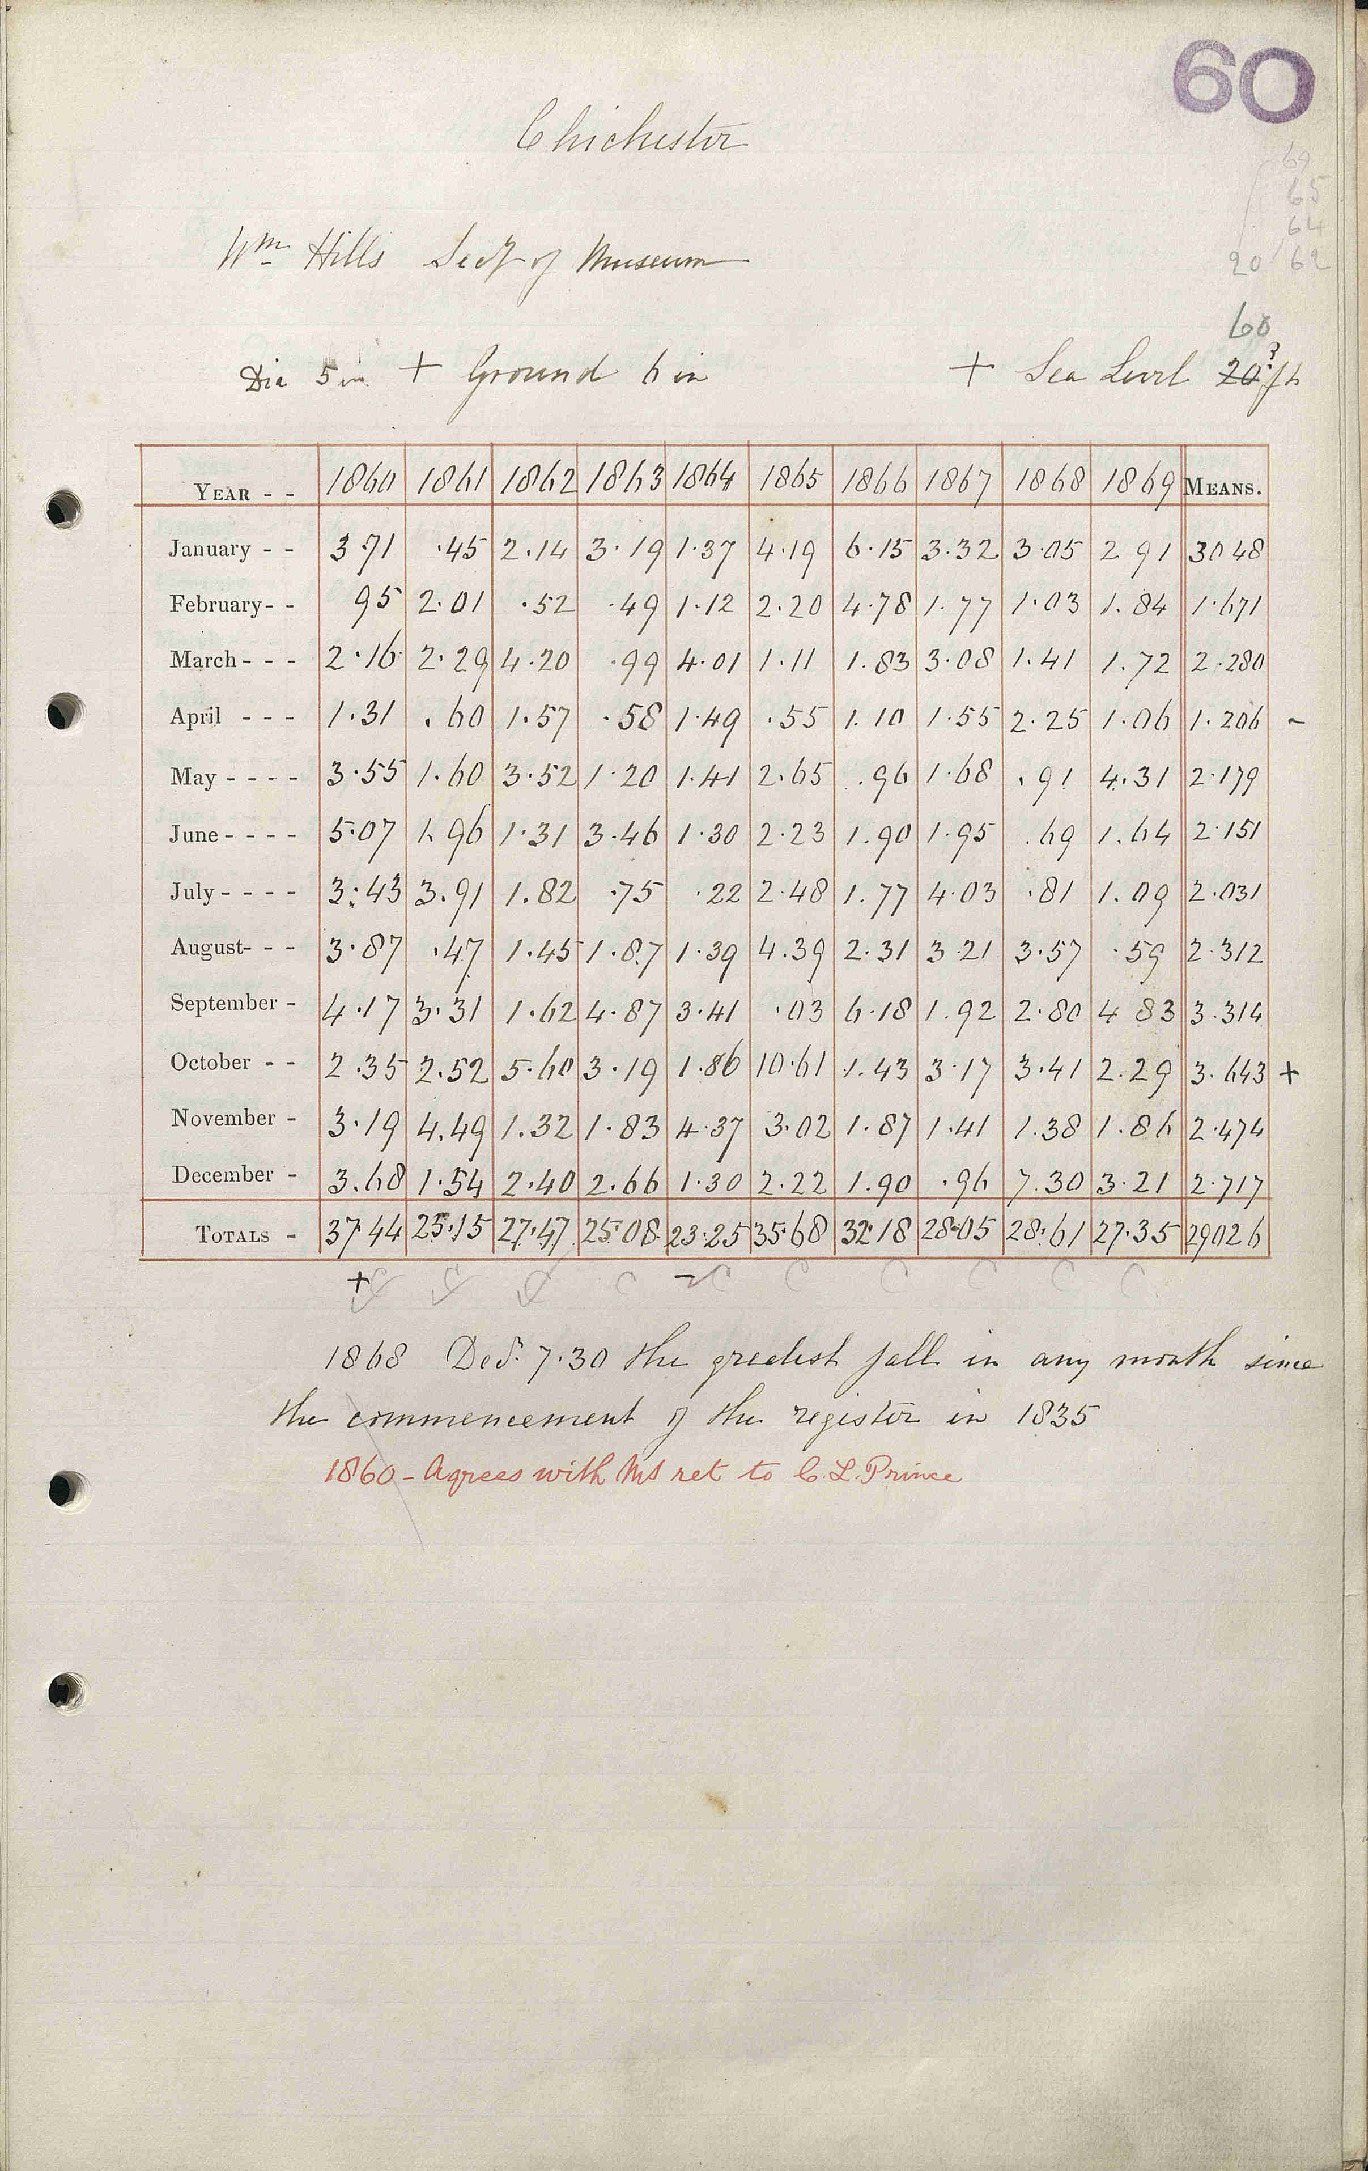 60
Chichester
69
65
64
20 62
Wm Hills Secy of Museum
60
Dia 5 in + Ground 6 in + Sea Level 20? ft
YEAR - - 1860 1861 1862 1863 1864 1865 1866 1867 1868 1869 MEANS.
January - - 3.71 .45 2.14 3.19 1.37 4.19 6.15 3.32 3.05 2 91 3048
February- - 95 2.01 .52 .49 1.12 2.20 4.78 1.77 1.03 1.84 1.671
March - - - 2.16 2.29 4.20 .99 4.01 1.11 1.83 3.08 1.41 1.72 2.280
April - - - 1.31 .60 1.57 .58 1.49 .55 1.10 1.55 2.25 1.06 1.206 -
May - - - - 3.55 1.60 3.52 1.20 1.41 2.65 .96 1.68 .91 4.31 2.179
June - - - - 5.07 1.96 1.31 3.46 1.30 2.23 1.90 1.95 .69 1.64 2.151
July - - - - 3.43 3.91 1.82 .75 .22 2.48 1.77 4.03 .81 1.09 2.031
August- - - 3.87 .47 1.45 1.87 1.39 4.39 2.31 3.21 3.57 .59 2.312
September - 4.17 3.31 1.62 4.87 3.41 .03 6.18 1.92 2.80 4 83 3.314
October - - 2.35 2.52 5.60 3.19 1.86 10.61 1.43 3.17 3.41 2.29 3.643 +
November - 3.19 4.49 1.32 1.83 4.37 3.02 1.87 1.41 1.38 1.86 2.474
December - 3.68 1.54 2.40 2.66 1.30 2.22 1.90 .96 7.30 3.21 2.717
TOTALS - 37.44 25.15 27.47 25.08 23.25 35.68 32.18 28.05 28.61 27.35 29026
+ C C C C - C C C C C C
1868 Decr. 7.30 the greatest fall in any month since
the commencement of the register in 1835
1860 - Agrees with MS ret to C. L. Prince